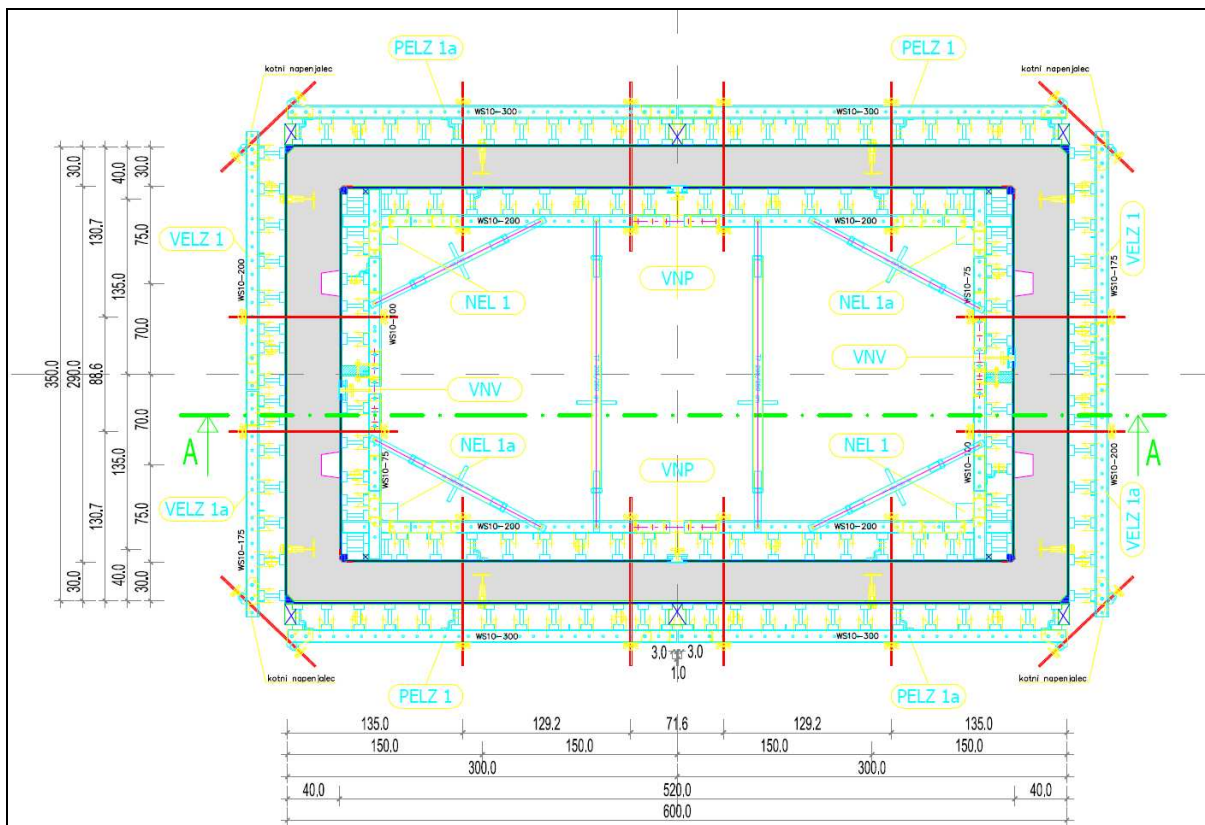 PELZ 1a
PELZ 1
kotni napenjalec
kotni napenjalec
WS10-300
WS10-300
30.0
40.0
30.0
VELZ 1
VELZ 1
WS10-200
WS10-200
VNP
WS10-200
WS10-175
130.7
75.0
NEL 1
NEL 1a
WS10-100
WS10-75
135.0
70.0
350.0
290.0
88.6
VNV
VNV
A
A
70.0
NEL 1a
VNP
NEL 1
135.0
WS10-75
WS10-200
VELZ 1a
VELZ 1a
130.7
75.0
WS10-200
WS10-200
WS10-175
30.0
40.0
30.0
WS10-300
WS10-300
3.0
3.0
1.0
kotni napenjalec
kotni napenjalec
PELZ 1
PELZ 1a
135.0
129.2
71.6
129.2
135.0
150.0
150.0
150.0
150.0
300.0
300.0
40.0
520.0
40.0
600.0